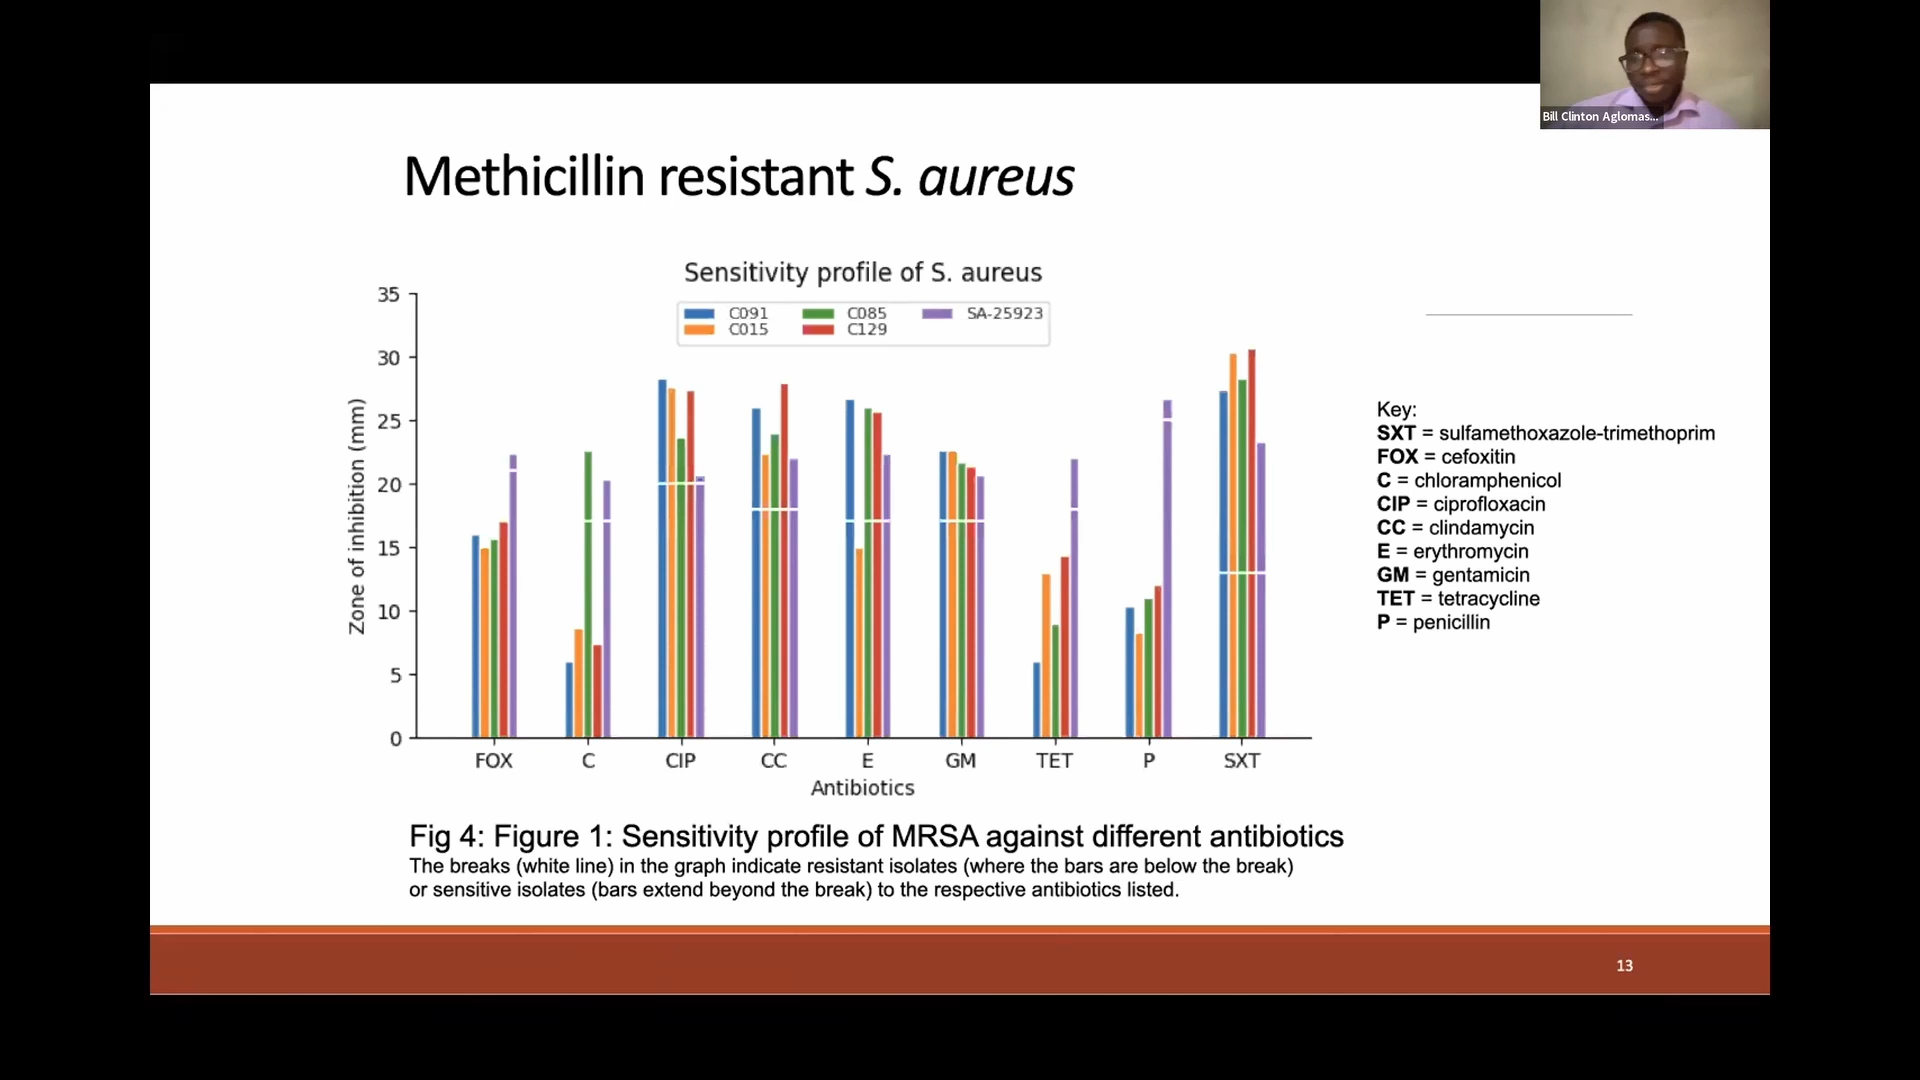 Bill Clinton Aglomas...
Methicillin resistant S. aureus
Sensitivity profile of S. aureus
C091 C085 SA-25923
C015 C129
35
30
25
20
15
10
5
0
Zone of inhibition (mm)
FOX C CIP CC E GM TET P SXT
Antibiotics
Key:
SXT = sulfamethoxazole-trimethoprim
FOX = cefoxitin
C = chloramphenicol
CIP = ciprofloxacin
CC = clindamycin
E = erythromycin
GM = gentamicin
TET = tetracycline
P = penicillin
Fig 4: Figure 1: Sensitivity profile of MRSA against different antibiotics
The breaks (white line) in the graph indicate resistant isolates (where the bars are below the break)
or sensitive isolates (bars extend beyond the break) to the respective antibiotics listed.
13